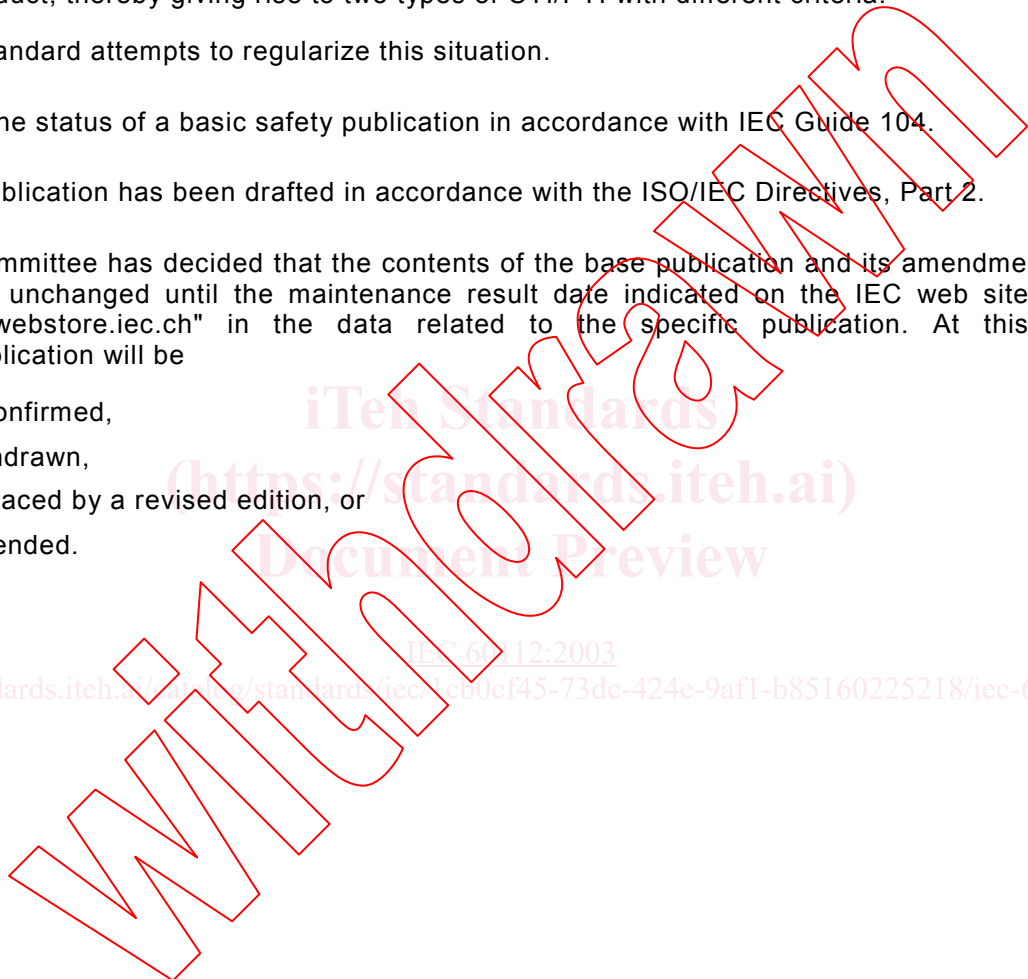 andard attempts to regularize this situation.
he status of a basic safety publication in accordance with IEC Guide 104.
ublication has been drafted in accordance with the ISO/IEC Directives, Part 2.
mmittee has decided that the contents of the base publication and its amendme
unchanged until the maintenance result date indicated on the IEC web site
webstore.iec.ch" in the data related to the specific publication. At this
blication will be
onfirmed,
hdrawn,
laced by a revised edition, or
ended.
iTeh Standards
(https://standards.iteh.ai)
Document Preview
IEC 60112:2003
dards.iteh.ai/catalog/standards/iec/1cb0cf45-73dc-424e-9af1-b85160225218/iec-6
withdrawn